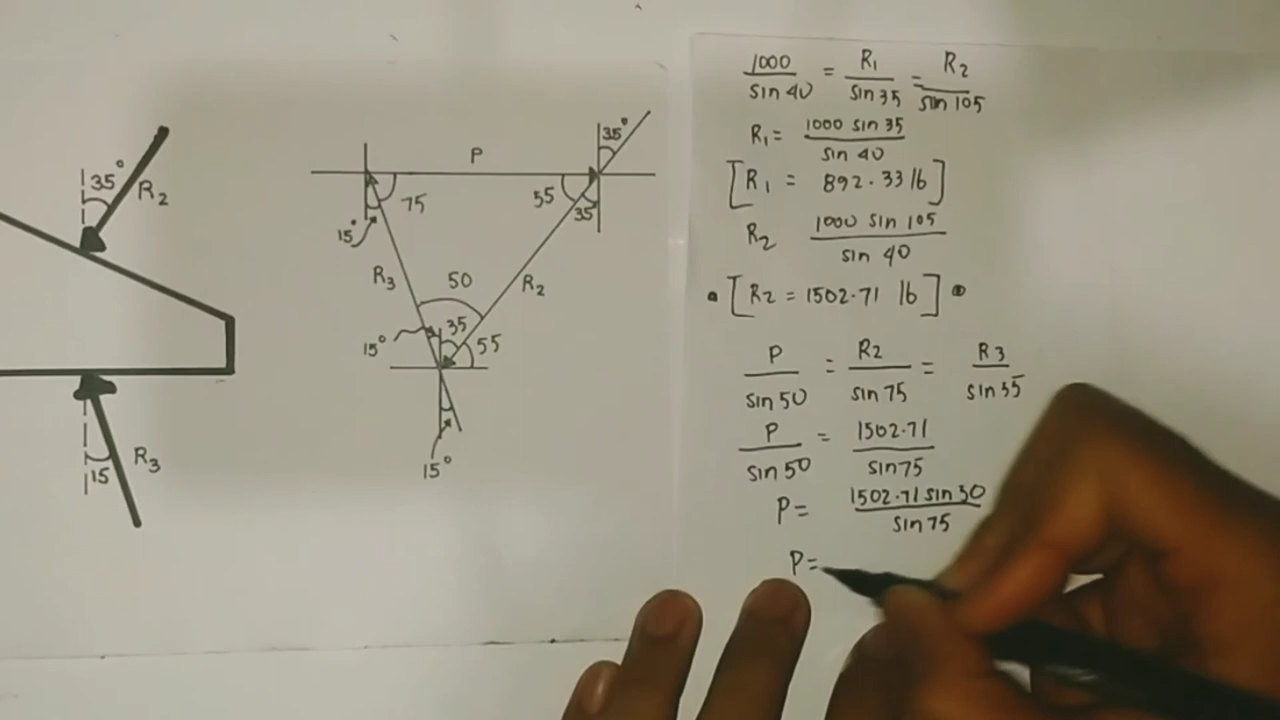 35°
R2
15
R3
P
35°
75
55
35
15°
R3
50
R2
15°
35
55
15°
1000 / sin 40 = R1 / sin 35 = R2 / sin 105
R1 = 1000 sin 35 / sin 40
[R1 = 892.33 lb]
R2 1000 sin 105 / sin 40
• [R2 = 1502.71 lb] •
P / sin 50 = R2 / sin 75 = R3 / sin 35
P / sin 50 = 1502.71 / sin 75
P = 1502.71 sin 50 / sin 75
P =